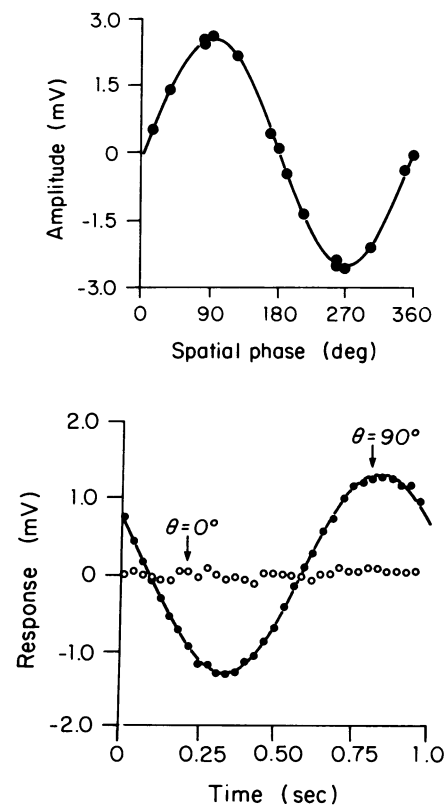 3.0
1.5
0
-1.5
-3.0
Amplitude (mV)
0 90 180 270 360
Spatial phase (deg)
2.0
1.0
0
-1.0
-2.0
Response (mV)
θ=90°
θ=0°
0 0.25 0.50 0.75 1.0
Time (sec)